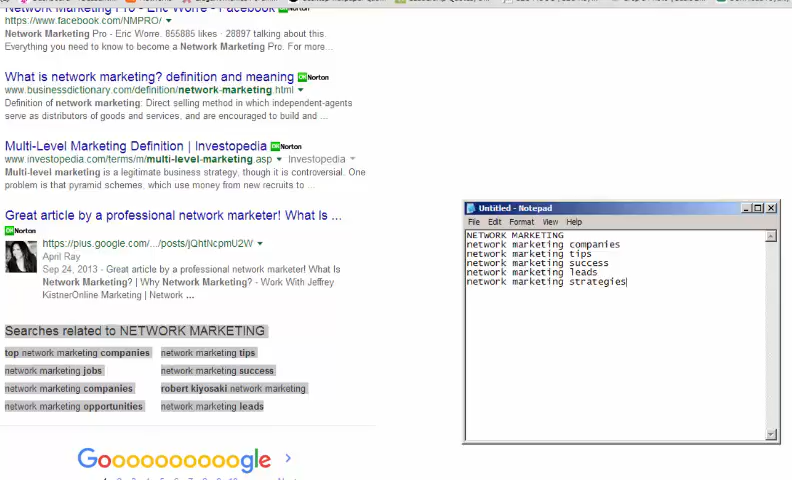 Network Marketing Pro - Eric Worre - Facebook OK Norton
https://www.facebook.com/NMPRO/
Network Marketing Pro - Eric Worre. 855885 likes · 28897 talking about this.
Everything you need to know to become a Network Marketing Pro. For more...
What is network marketing? definition and meaning OK Norton
www.businessdictionary.com/definition/network-marketing.html
Definition of network marketing: Direct selling method in which independent-agents
serve as distributors of goods and services, and are encouraged to build and ...
Multi-Level Marketing Definition | Investopedia OK Norton
www.investopedia.com/terms/m/multi-level-marketing.asp Investopedia
Multi-level marketing is a legitimate business strategy, though it is controversial. One
problem is that pyramid schemes, which use money from new recruits to ...
Great article by a professional network marketer! What Is ...
OK Norton
https://plus.google.com/.../posts/jQhtNcpmU2W
April Ray
Sep 24, 2013 - Great article by a professional network marketer! What Is
Network Marketing? | Why Network Marketing? - Work With Jeffrey
KistnerOnline Marketing | Network ...
Searches related to NETWORK MARKETING
top network marketing companies network marketing tips
network marketing jobs network marketing success
network marketing companies robert kiyosaki network marketing
network marketing opportunities network marketing leads
Goooooooooogle
Untitled - Notepad
File Edit Format View Help
NETWORK MARKETING
network marketing companies
network marketing tips
network marketing success
network marketing leads
network marketing strategies